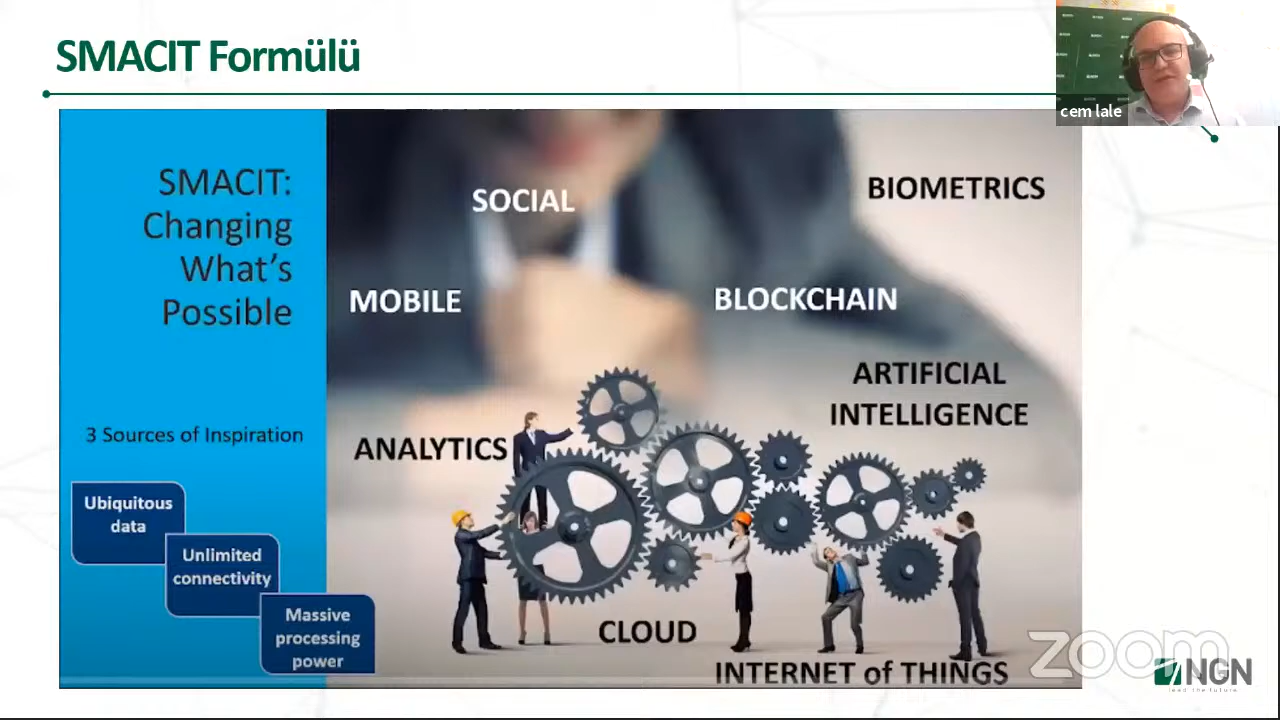 SMACIT Formülü
cem lale
SMACIT:
Changing
What's
Possible
3 Sources of Inspiration
Ubiquitous
data
Unlimited
connectivity
Massive
processing
power
SOCIAL
BIOMETRICS
MOBILE
BLOCKCHAIN
ARTIFICIAL
INTELLIGENCE
ANALYTICS
CLOUD
INTERNET of THINGS
zoom
NGN
lead the future